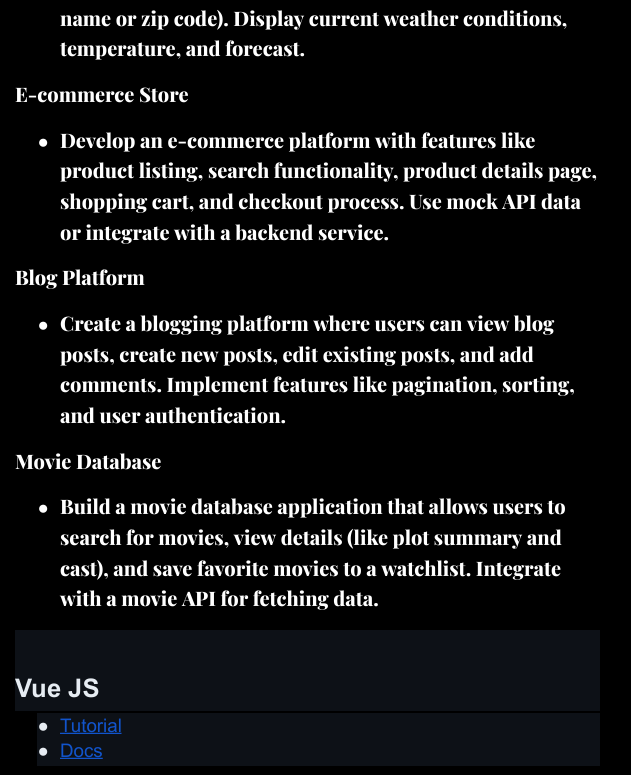 name or zip code). Display current weather conditions,
temperature, and forecast.
E-commerce Store
● Develop an e-commerce platform with features like
product listing, search functionality, product details page,
shopping cart, and checkout process. Use mock API data
or integrate with a backend service.
Blog Platform
● Create a blogging platform where users can view blog
posts, create new posts, edit existing posts, and add
comments. Implement features like pagination, sorting,
and user authentication.
Movie Database
● Build a movie database application that allows users to
search for movies, view details (like plot summary and
cast), and save favorite movies to a watchlist. Integrate
with a movie API for fetching data.
Vue JS
● Tutorial
● Docs